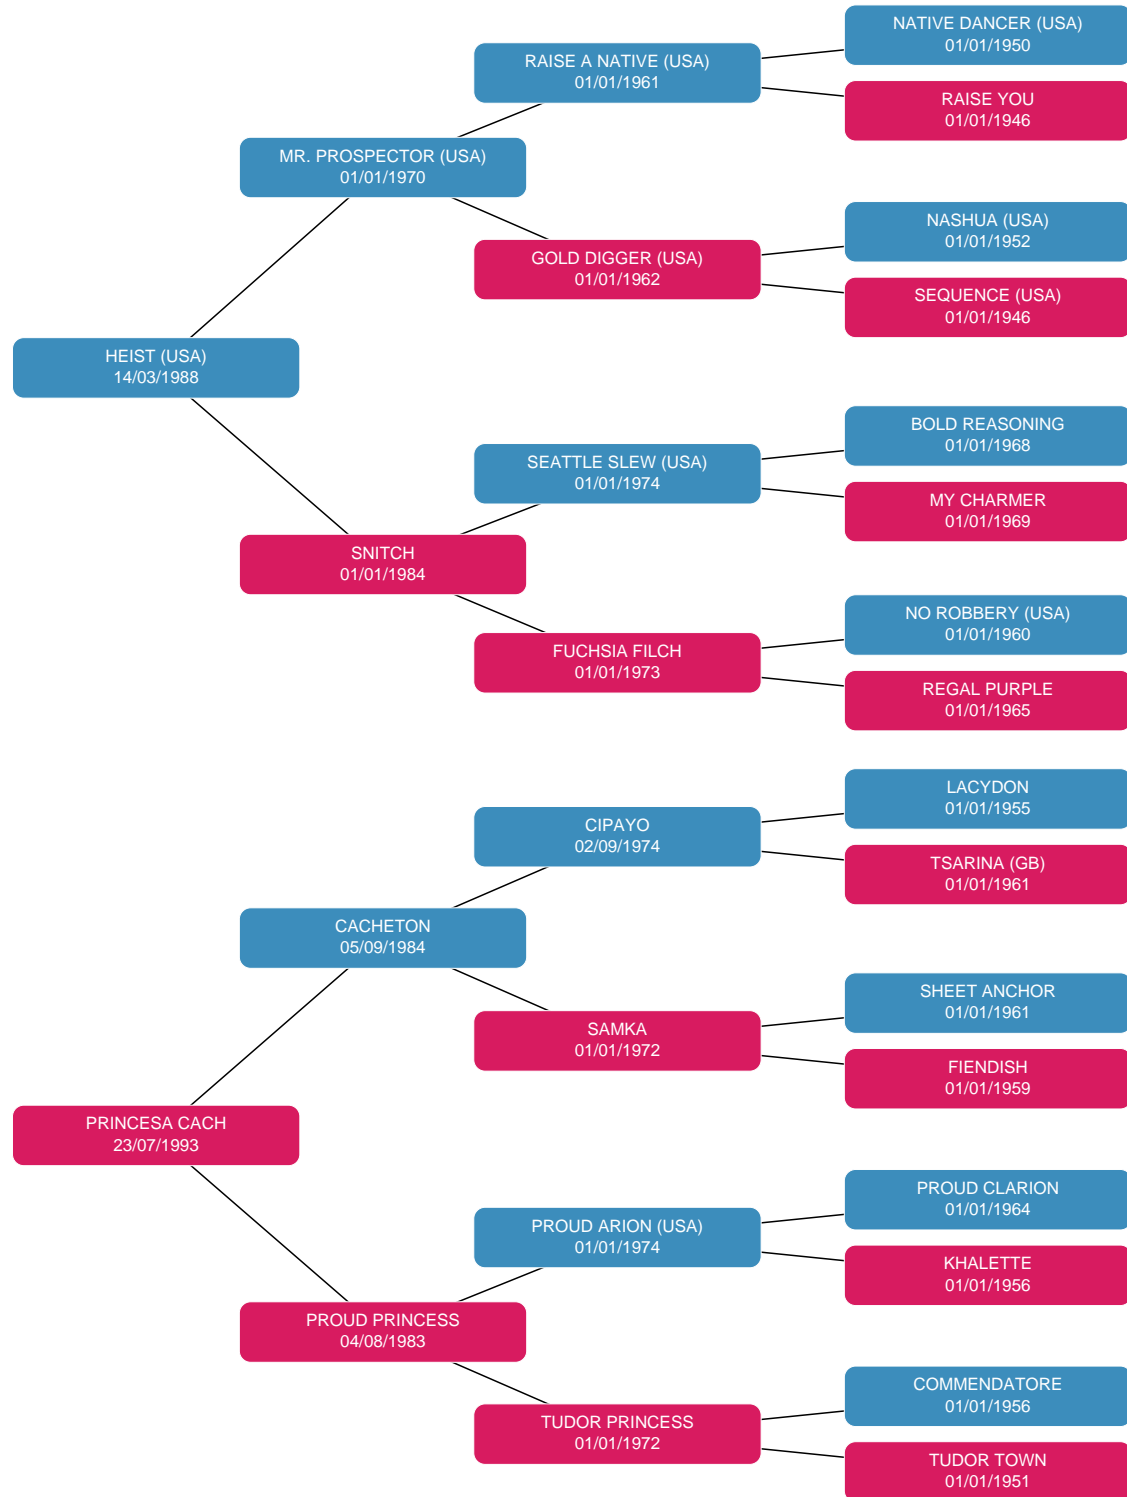 NATIVE DANCER (USA)
01/01/1950
RAISE A NATIVE (USA)
01/01/1961
RAISE YOU
01/01/1946
MR. PROSPECTOR (USA)
01/01/1970
NASHUA (USA)
01/01/1952
GOLD DIGGER (USA)
01/01/1962
SEQUENCE (USA)
01/01/1946
HEIST (USA)
14/03/1988
BOLD REASONING
01/01/1968
SEATTLE SLEW (USA)
01/01/1974
MY CHARMER
01/01/1969
SNITCH
01/01/1984
NO ROBBERY (USA)
01/01/1960
FUCHSIA FILCH
01/01/1973
REGAL PURPLE
01/01/1965
LACYDON
01/01/1955
CIPAYO
02/09/1974
TSARINA (GB)
01/01/1961
CACHETON
05/09/1984
SHEET ANCHOR
01/01/1961
SAMKA
01/01/1972
FIENDISH
01/01/1959
PRINCESA CACH
23/07/1993
PROUD CLARION
01/01/1964
PROUD ARION (USA)
01/01/1974
KHALETTE
01/01/1956
PROUD PRINCESS
04/08/1983
COMMENDATORE
01/01/1956
TUDOR PRINCESS
01/01/1972
TUDOR TOWN
01/01/1951